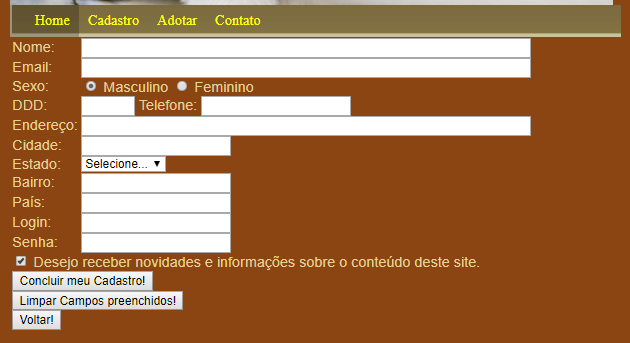 Home Cadastro Adotar Contato
Nome:
Email:
Sexo: Masculino Feminino
DDD: Telefone:
Endereço:
Cidade:
Estado: Selecione...
Bairro:
País:
Login:
Senha:
Desejo receber novidades e informações sobre o conteúdo deste site.
Concluir meu Cadastro!
Limpar Campos preenchidos!
Voltar!